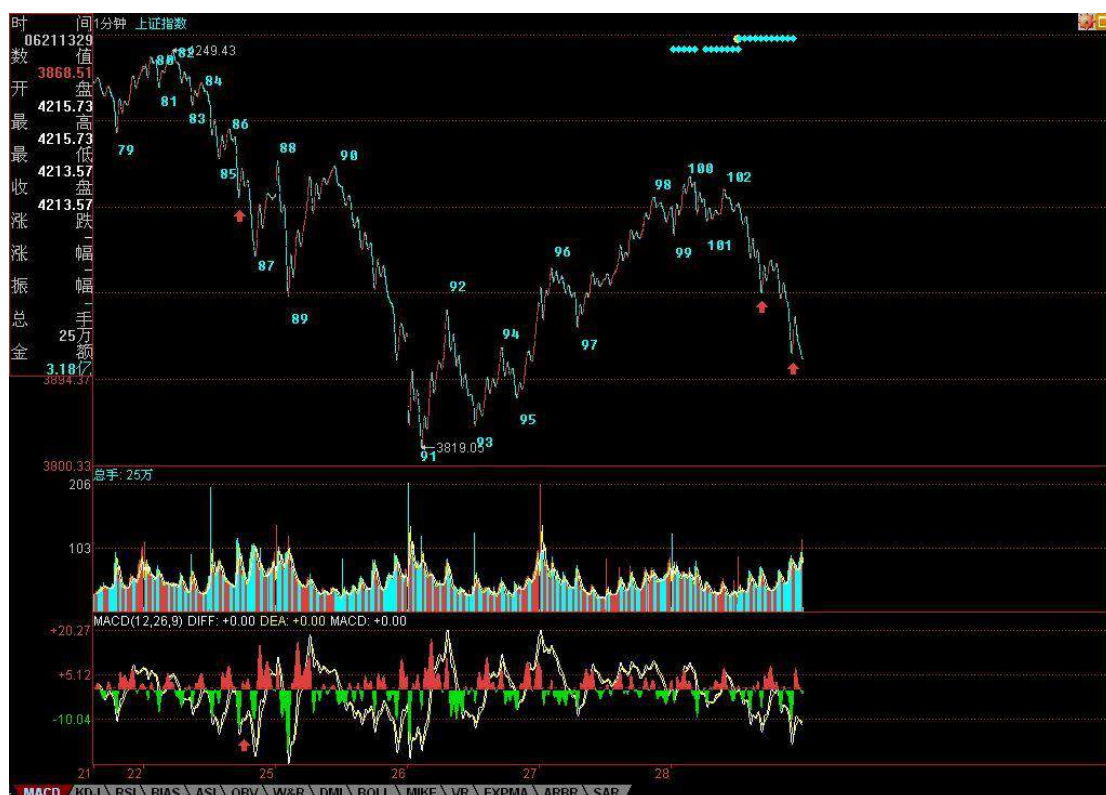 时 间
06211329
数 值
3868.51
开 盘
4215.73
最 高
4215.73
最 低
4213.57
收 盘
4213.57
涨 跌
涨 幅
振 幅
总 手
25万
金 额
3.18亿
1分钟 上证指数
4249.43
79
80
81
82
83
84
85
86
87
88
89
90
91
3819.05
92
93
94
95
96
97
98
99
100
101
102
3894.37
3800.33
总手: 25万
206
103
MACD(12,26,9) DIFF: +0.00 DEA: +0.00 MACD: +0.00
+20.27
+5.12
-10.04
21 22 25 26 27 28
MACD KDJ RSI BIAS ASI OBV W&R DMI BOLL MIKE VR EXPMA ARBR SAR